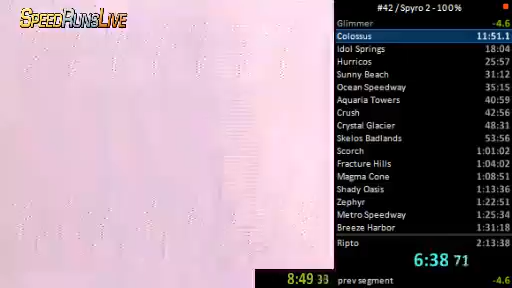 SpeedRunsLive
#42 / Spyro 2 - 100%
Glimmer -4.6
Colossus 11:51.1
Idol Springs 18:04
Hurricos 25:57
Sunny Beach 31:12
Ocean Speedway 35:15
Aquaria Towers 40:59
Crush 42:56
Crystal Glacier 48:31
Skelos Badlands 53:56
Scorch 1:01:02
Fracture Hills 1:04:02
Magma Cone 1:08:51
Shady Oasis 1:13:36
Zephyr 1:22:51
Metro Speedway 1:25:34
Breeze Harbor 1:31:18
Ripto 2:13:38
6:38 71
8:49 33 prev segment -4.6